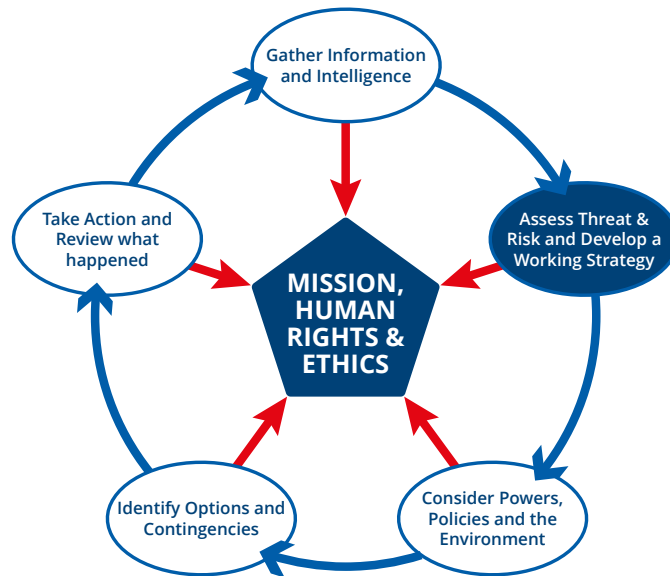 Gather Information
and Intelligence
Assess Threat &
Risk and Develop a
Working Strategy
Take Action and
Review what
happened
MISSION,
HUMAN
RIGHTS &
ETHICS
Identify Options and
Contingencies
Consider Powers,
Policies and the
Environment